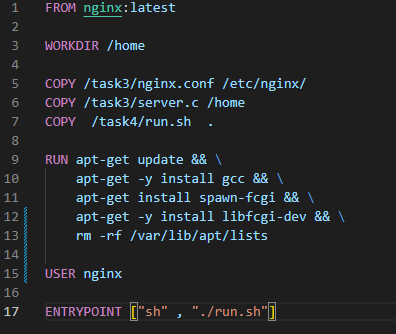 1 FROM nginx:latest
2
3 WORKDIR /home
4
5 COPY /task3/nginx.conf /etc/nginx/
6 COPY /task3/server.c /home
7 COPY  /task4/run.sh  .
8
9 RUN apt-get update && \
10     apt-get -y install gcc && \
11     apt-get install spawn-fcgi && \
12     apt-get -y install libfcgi-dev && \
13     rm -rf /var/lib/apt/lists
14
15 USER nginx
16
17 ENTRYPOINT ["sh" , "./run.sh"]